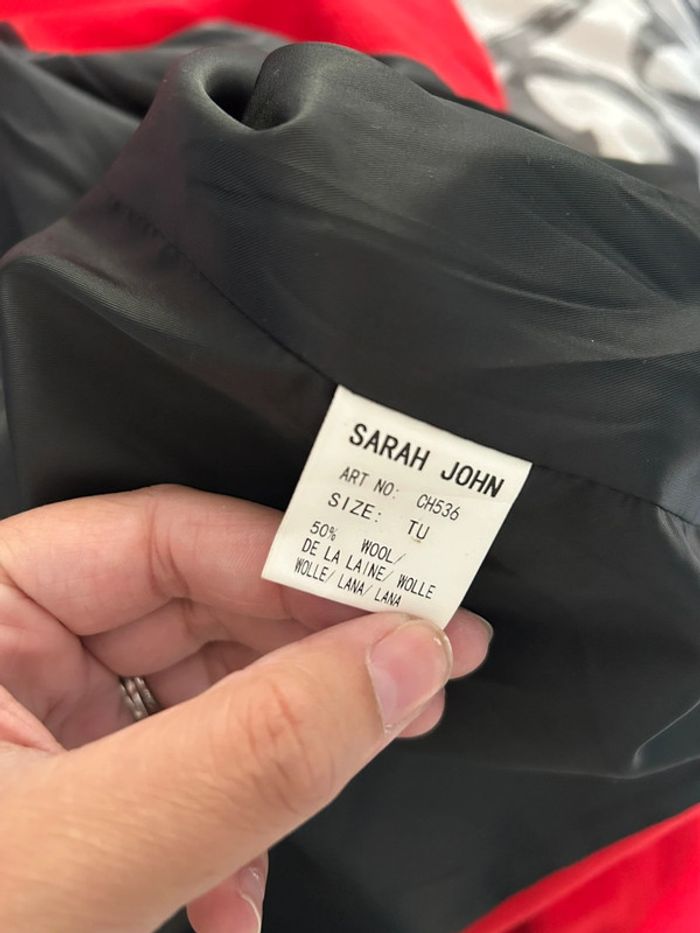 SARAH JOHN
ART NO: CH536
SIZE: TU
50% WOOL/
DE LA LAINE/ WOLLE
WOLLE/ LANA/ LANA